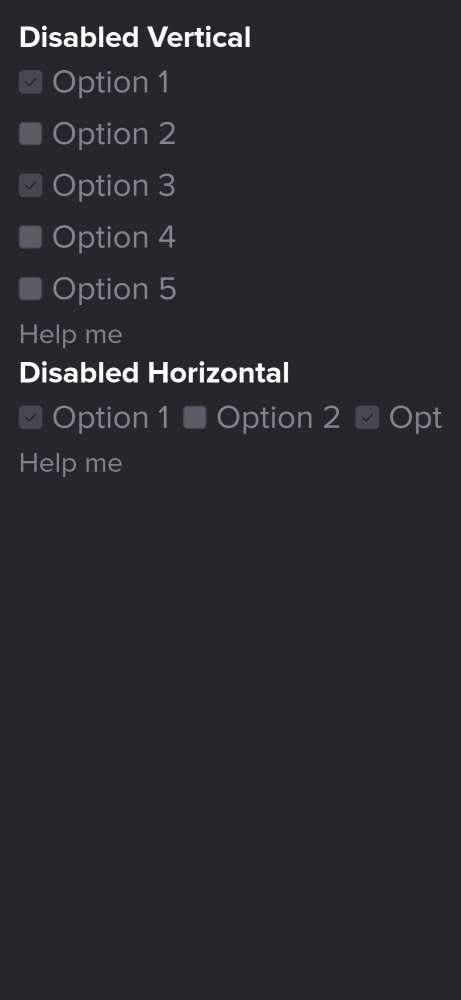 Disabled Vertical
Option 1
Option 2
Option 3
Option 4
Option 5
Help me
Disabled Horizontal
Option 1 Option 2 Opt
Help me